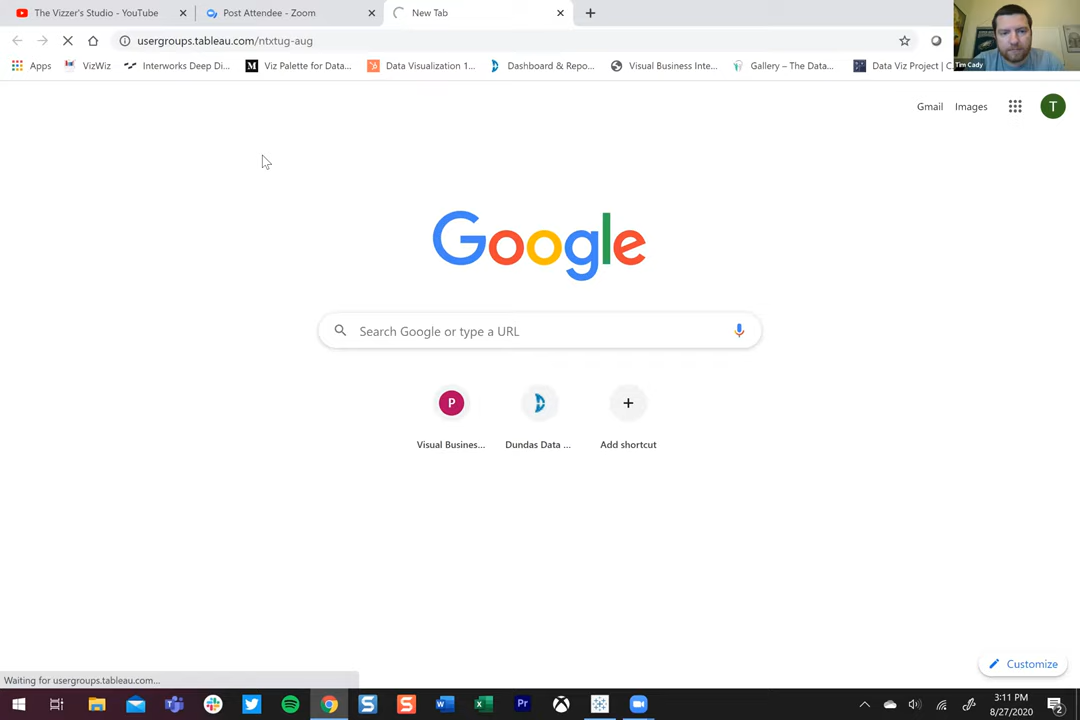 The Vizzer's Studio - YouTube
Post Attendee - Zoom
New Tab
usergroups.tableau.com/ntxtug-aug
Apps
VizWiz
Interworks Deep Di...
Viz Palette for Data...
Data Visualization 1...
Dashboard & Repo...
Visual Business Inte...
Gallery – The Data...
Data Viz Project | C
Tim Cady
Gmail
Images
T
Google
Search Google or type a URL
P
Visual Busines...
Dundas Data ...
Add shortcut
Customize
Waiting for usergroups.tableau.com...
3:11 PM
8/27/2020
2